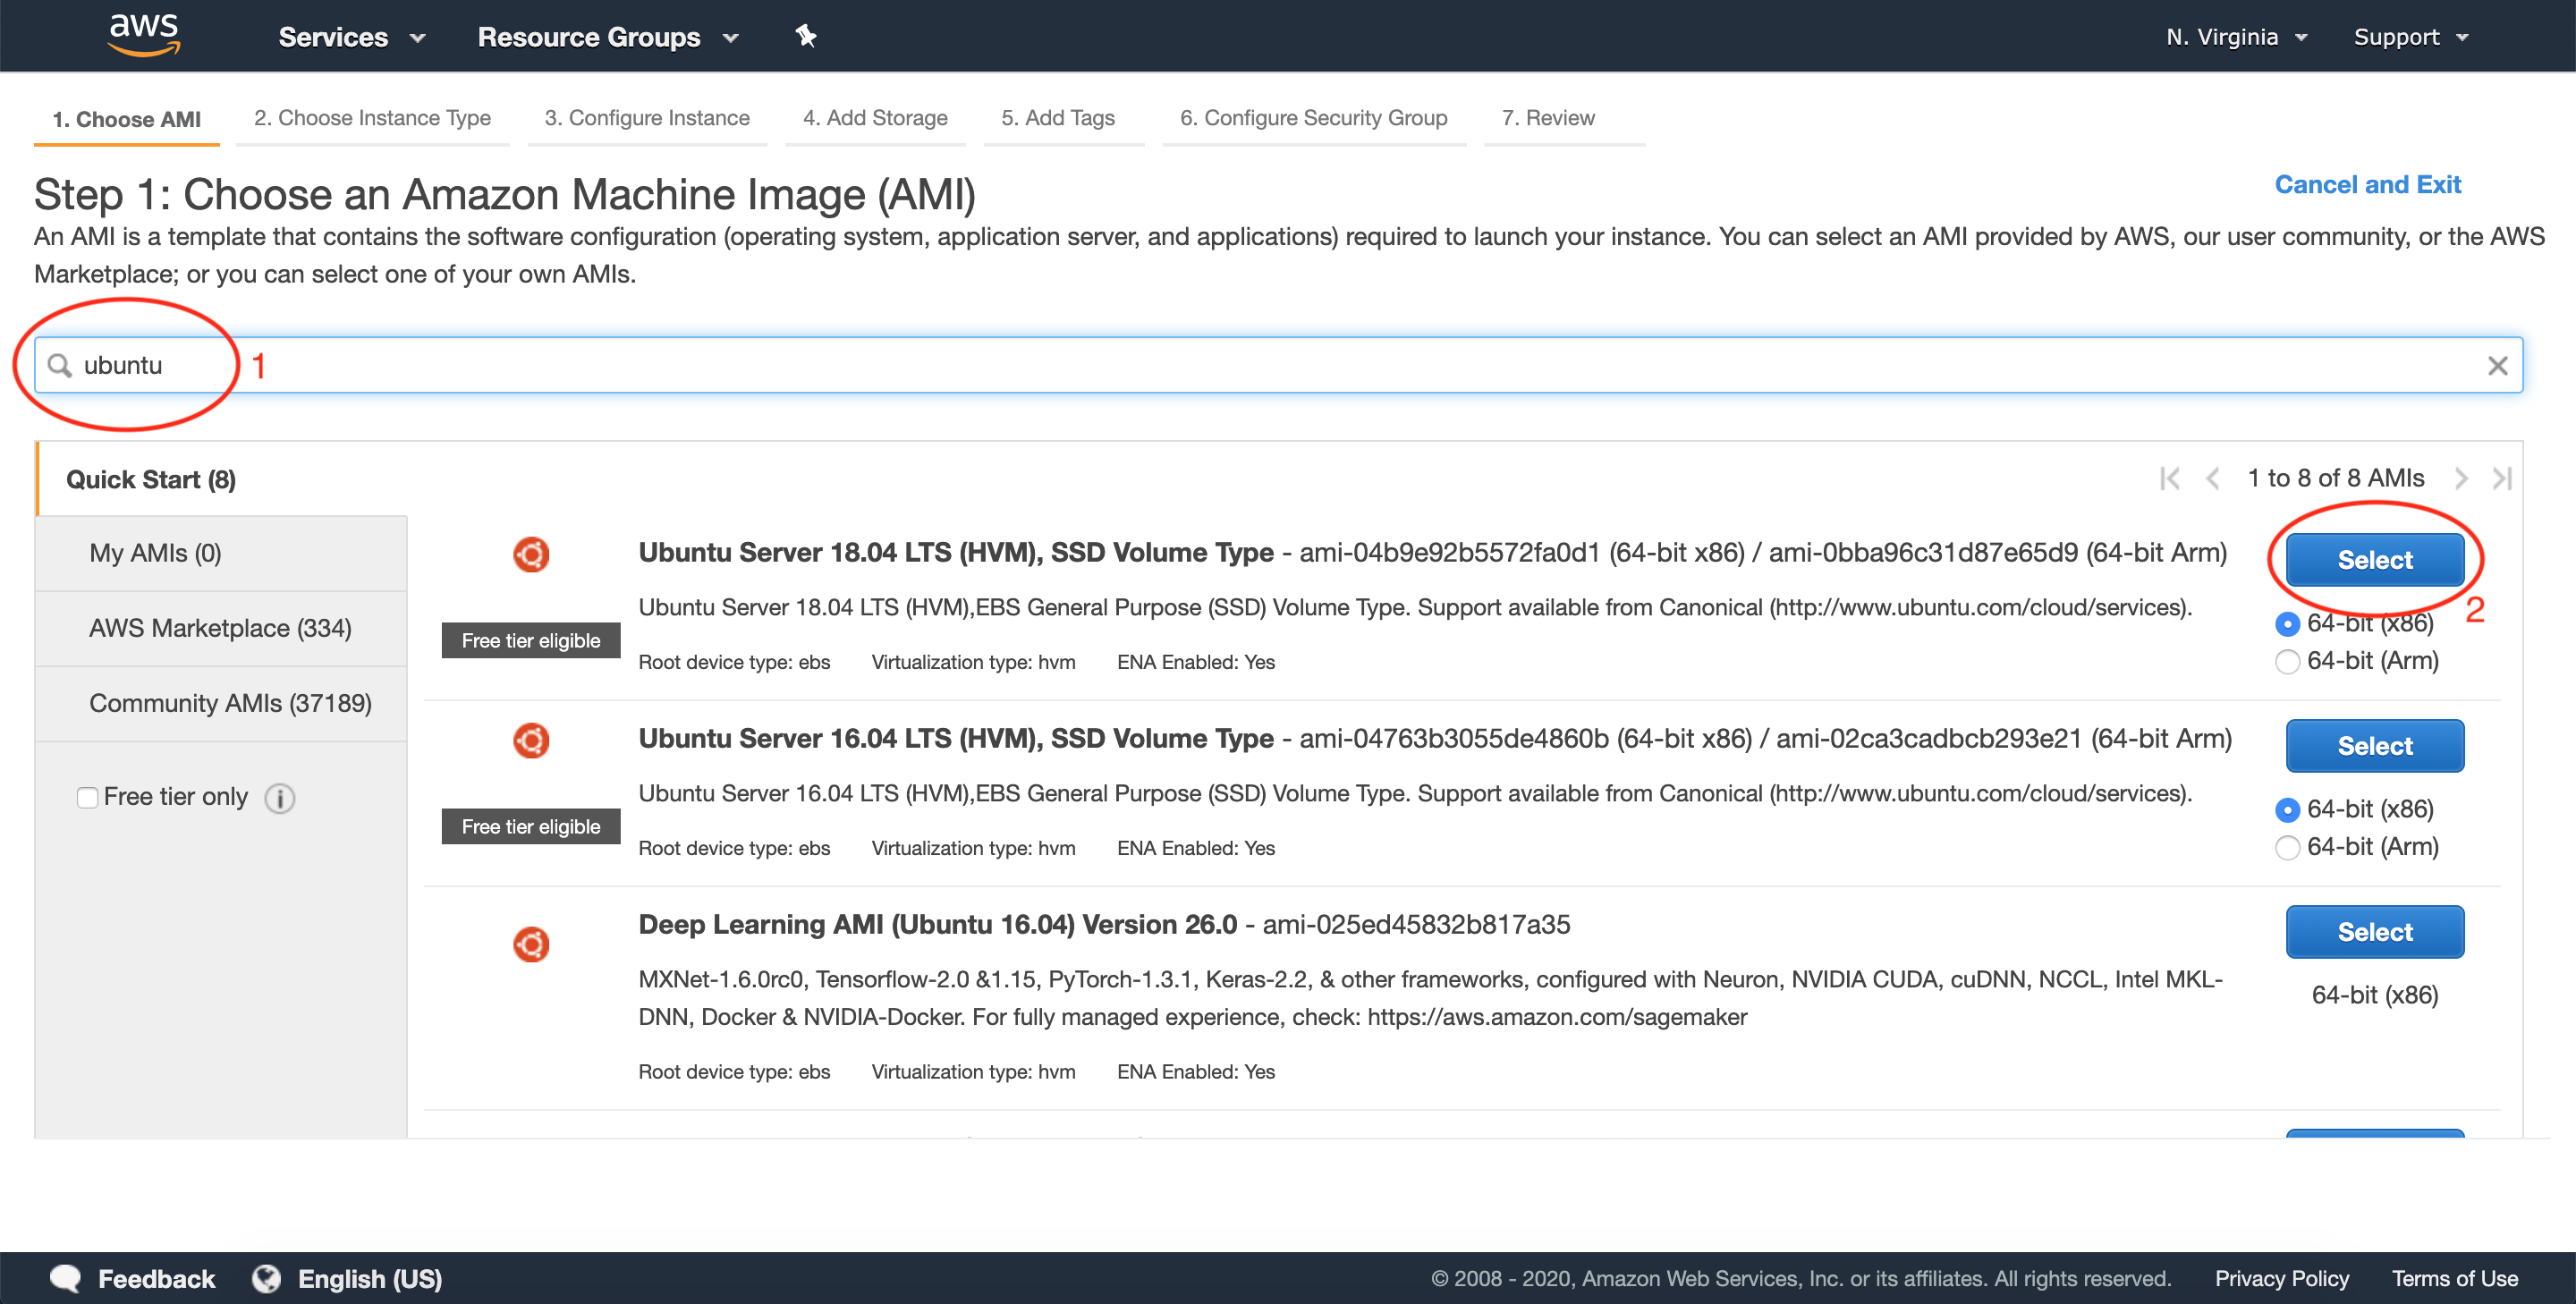 aws Services Resource Groups N. Virginia Support
1. Choose AMI 2. Choose Instance Type 3. Configure Instance 4. Add Storage 5. Add Tags 6. Configure Security Group 7. Review
Step 1: Choose an Amazon Machine Image (AMI)
Cancel and Exit
An AMI is a template that contains the software configuration (operating system, application server, and applications) required to launch your instance. You can select an AMI provided by AWS, our user community, or the AWS
Marketplace; or you can select one of your own AMIs.
ubuntu 1
Quick Start (8)
1 to 8 of 8 AMIs
My AMIs (0)
AWS Marketplace (334)
Community AMIs (37189)
Free tier only
Ubuntu Server 18.04 LTS (HVM), SSD Volume Type - ami-04b9e92b5572fa0d1 (64-bit x86) / ami-0bba96c31d87e65d9 (64-bit Arm)
Ubuntu Server 18.04 LTS (HVM),EBS General Purpose (SSD) Volume Type. Support available from Canonical (http://www.ubuntu.com/cloud/services).
Free tier eligible
Root device type: ebs Virtualization type: hvm ENA Enabled: Yes
Select
2
64-bit (x86)
64-bit (Arm)
Ubuntu Server 16.04 LTS (HVM), SSD Volume Type - ami-04763b3055de4860b (64-bit x86) / ami-02ca3cadbcb293e21 (64-bit Arm)
Ubuntu Server 16.04 LTS (HVM),EBS General Purpose (SSD) Volume Type. Support available from Canonical (http://www.ubuntu.com/cloud/services).
Free tier eligible
Root device type: ebs Virtualization type: hvm ENA Enabled: Yes
Select
64-bit (x86)
64-bit (Arm)
Deep Learning AMI (Ubuntu 16.04) Version 26.0 - ami-025ed45832b817a35
MXNet-1.6.0rc0, Tensorflow-2.0 &1.15, PyTorch-1.3.1, Keras-2.2, & other frameworks, configured with Neuron, NVIDIA CUDA, cuDNN, NCCL, Intel MKL-
DNN, Docker & NVIDIA-Docker. For fully managed experience, check: https://aws.amazon.com/sagemaker
Root device type: ebs Virtualization type: hvm ENA Enabled: Yes
Select
64-bit (x86)
Feedback English (US) © 2008 - 2020, Amazon Web Services, Inc. or its affiliates. All rights reserved. Privacy Policy Terms of Use